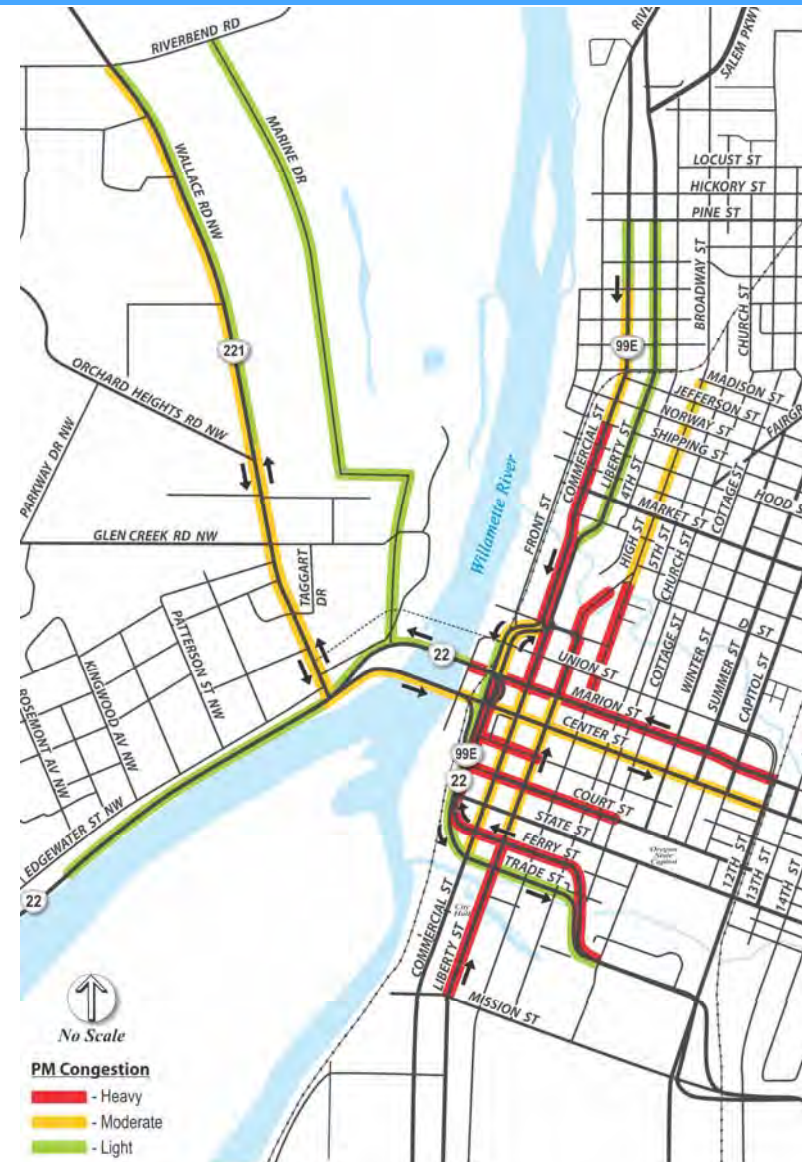 RIVERBEND RD
SALEM PKWY
MARINE DR
WALLACE RD NW
LOCUST ST
HICKORY ST
PINE ST
BROADWAY ST
CHURCH ST
221
99E
ORCHARD HEIGHTS RD NW
PARKWAY DR NW
MADISON ST
JEFFERSON ST
NORWAY ST
SHIPPING ST
COMMERCIAL ST
LIBERTY ST
4TH ST
COTTAGE ST
MARKET ST
Willamette River
FRONT ST
GLEN CREEK RD NW
HIGH ST
5TH ST
CHURCH ST
TAGGART
DR
PATTERSON ST NW
KINGWOOD AV NW
ROSEMONT AV NW
D ST
COTTAGE ST
WINTER ST
SUMMER ST
CAPITOL ST
UNION ST
22
MARION ST
CENTER ST
99E
22
COURT ST
STATE ST
FERRY ST
TRADE ST
Oregon
State
Capitol
12TH ST
13TH ST
14TH ST
EDGEWATER ST NW
22
COMMERCIAL ST
LIBERTY ST
City
MISSION ST
No Scale
PM Congestion
- Heavy
- Moderate
- Light